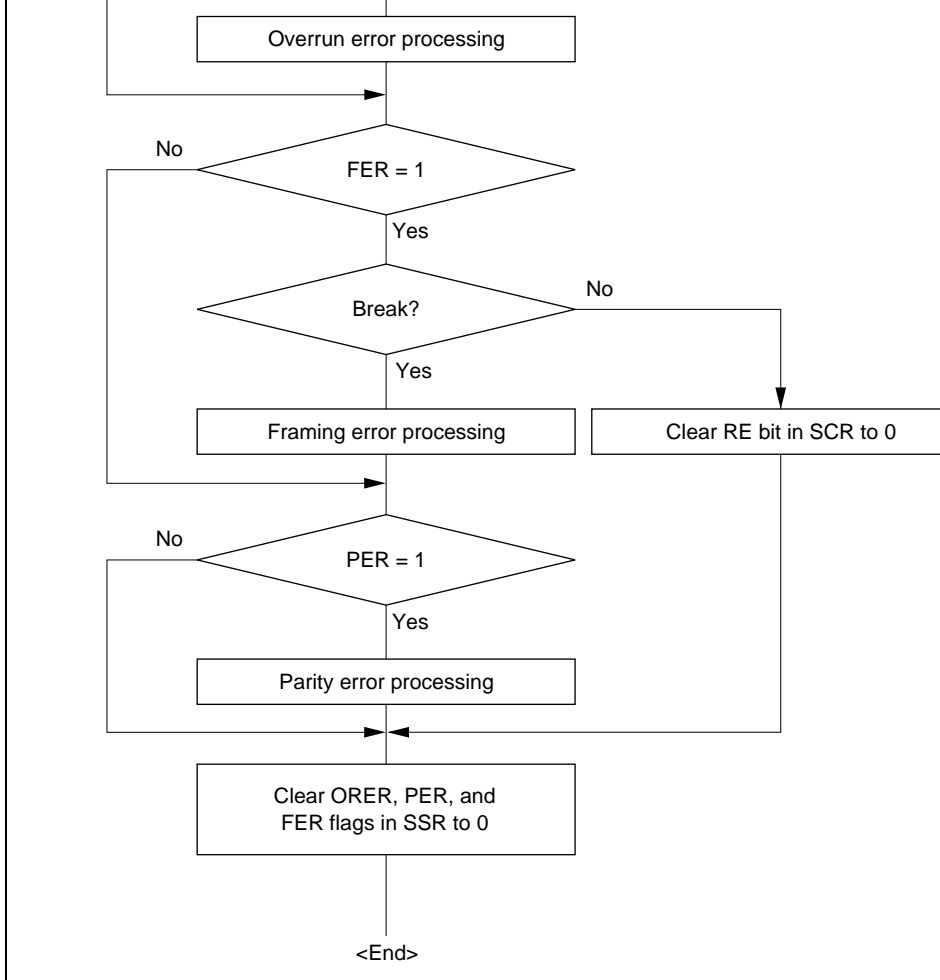 Overrun error processing
No
FER = 1
Yes
No
Break?
Yes
Framing error processing
Clear RE bit in SCR to 0
No
PER = 1
Yes
Parity error processing
Clear ORER, PER, and
FER flags in SSR to 0
<End>